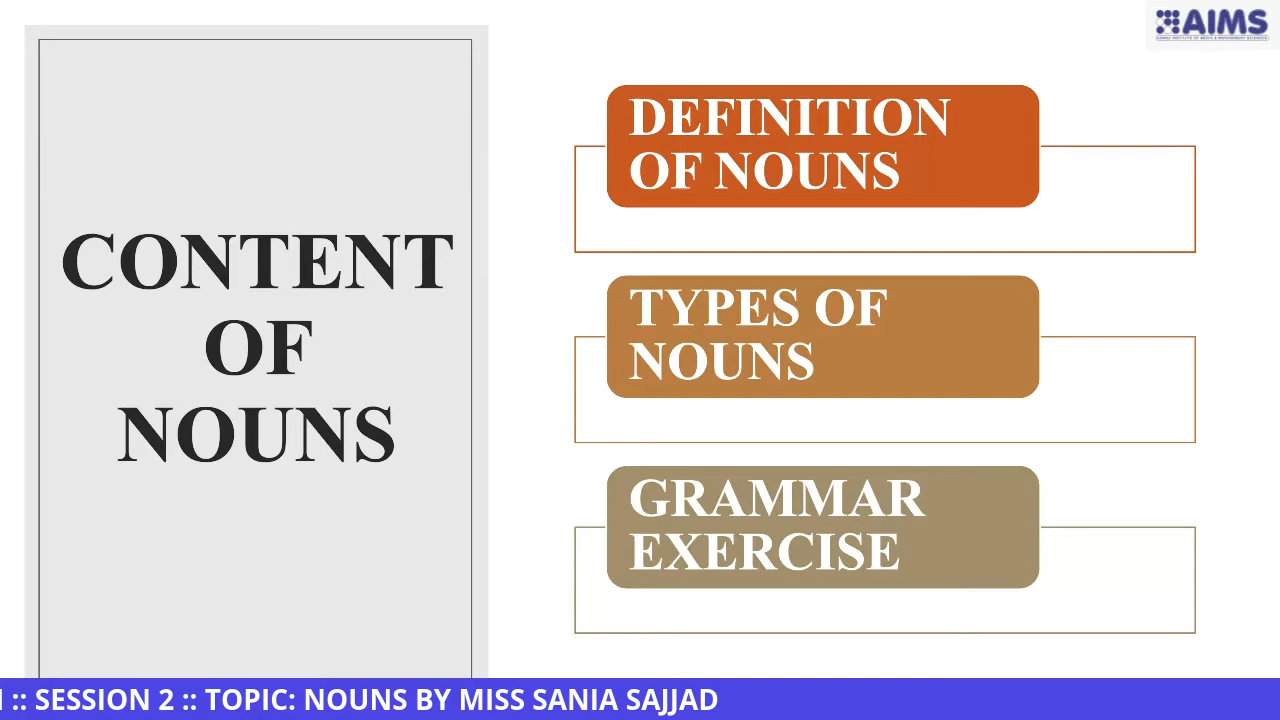 AIMS
CONTENT
OF
NOUNS
DEFINITION
OF NOUNS
TYPES OF
NOUNS
GRAMMAR
EXERCISE
:: SESSION 2 :: TOPIC: NOUNS BY MISS SANIA SAJJAD